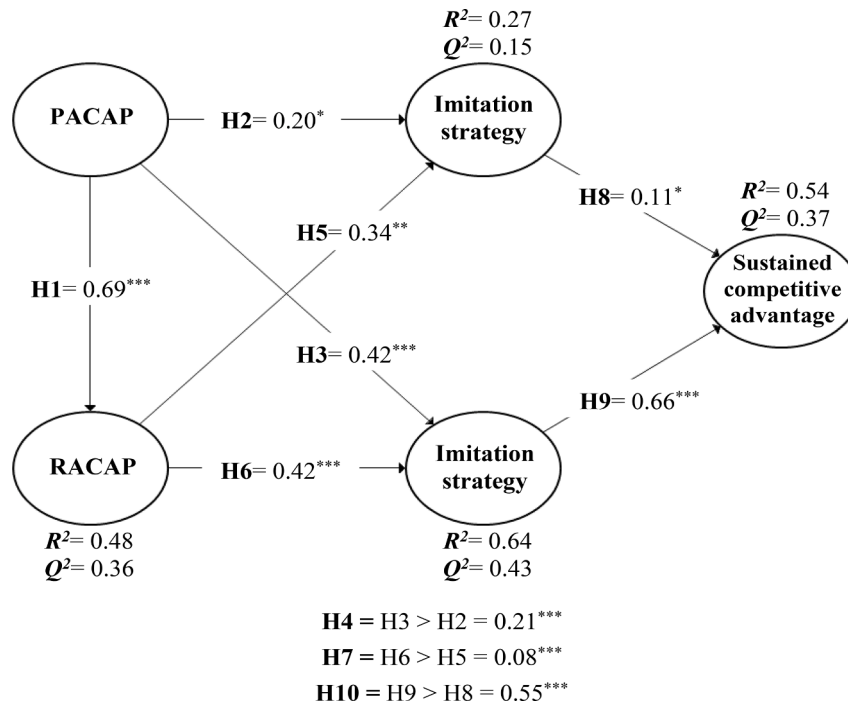 R²= 0.27
Q²= 0.15
PACAP
H2= 0.20*
Imitation
strategy
H8= 0.11*
R²= 0.54
Q²= 0.37
H5= 0.34**
Sustained
competitive
advantage
H1= 0.69***
H3= 0.42***
H9= 0.66***
RACAP
H6= 0.42***
Imitation
strategy
R²= 0.48
Q²= 0.36
R²= 0.64
Q²= 0.43
H4 = H3 > H2 = 0.21***
H7 = H6 > H5 = 0.08***
H10 = H9 > H8 = 0.55***